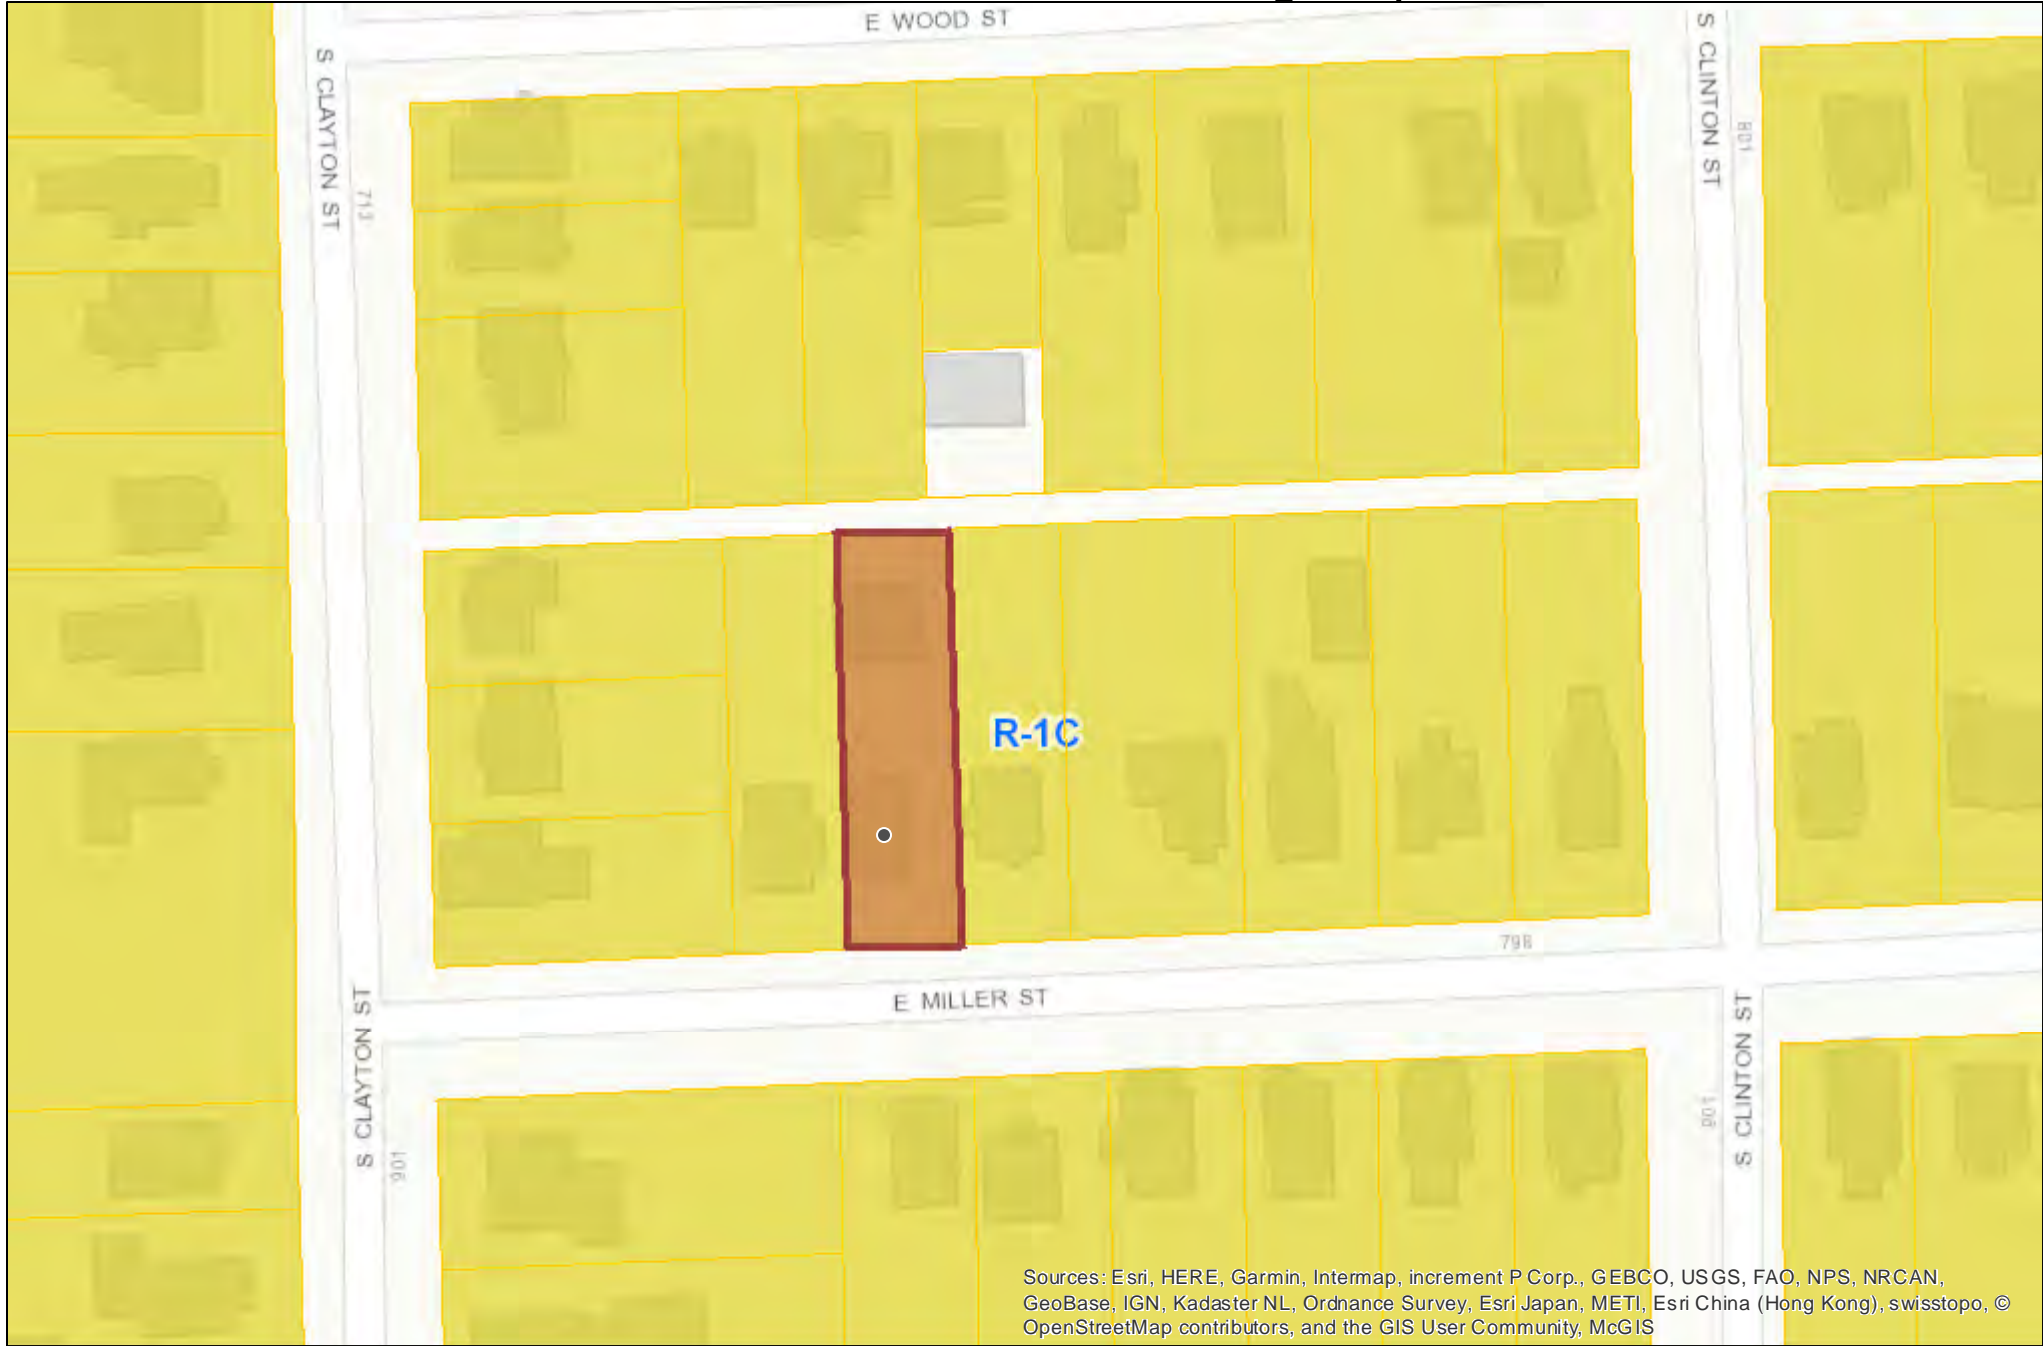 E WOOD ST
S CLAYTON ST
S CLINTON ST
713
801
R-1C
798
E MILLER ST
S CLAYTON ST
S CLINTON ST
901
Sources: Esri, HERE, Garmin, Intermap, increment P Corp., GEBCO, USGS, FAO, NPS, NRCAN,
GeoBase, IGN, Kadaster NL, Ordnance Survey, Esri Japan, METI, Esri China (Hong Kong), swisstopo, ©
OpenStreetMap contributors, and the GIS User Community, McGIS